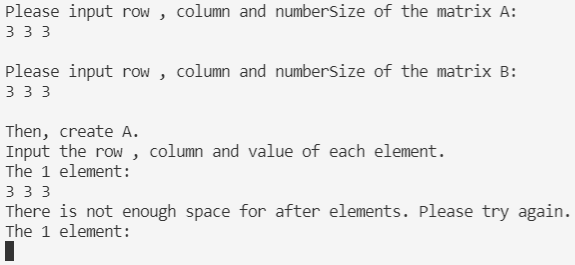 Please input row , column and numberSize of the matrix A:
3 3 3
Please input row , column and numberSize of the matrix B:
3 3 3
Then, create A.
Input the row , column and value of each element.
The 1 element:
3 3 3
There is not enough space for after elements. Please try again.
The 1 element: